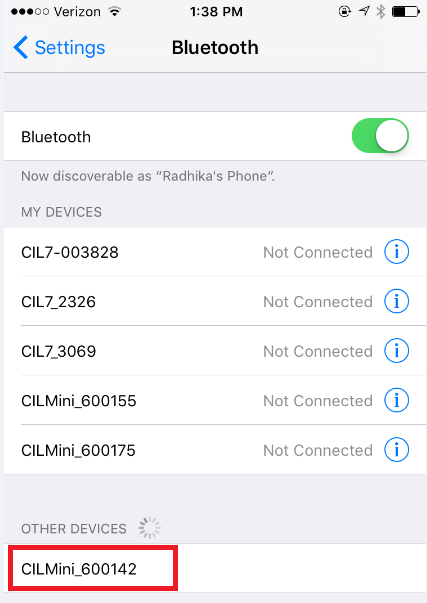 Verizon 1:38 PM
Settings Bluetooth
Bluetooth
Now discoverable as “Radhika's Phone”.
MY DEVICES
CIL7-003828 Not Connected i
CIL7_2326 Not Connected i
CIL7_3069 Not Connected i
CILMini_600155 Not Connected i
CILMini_600175 Not Connected i
OTHER DEVICES
CILMini_600142